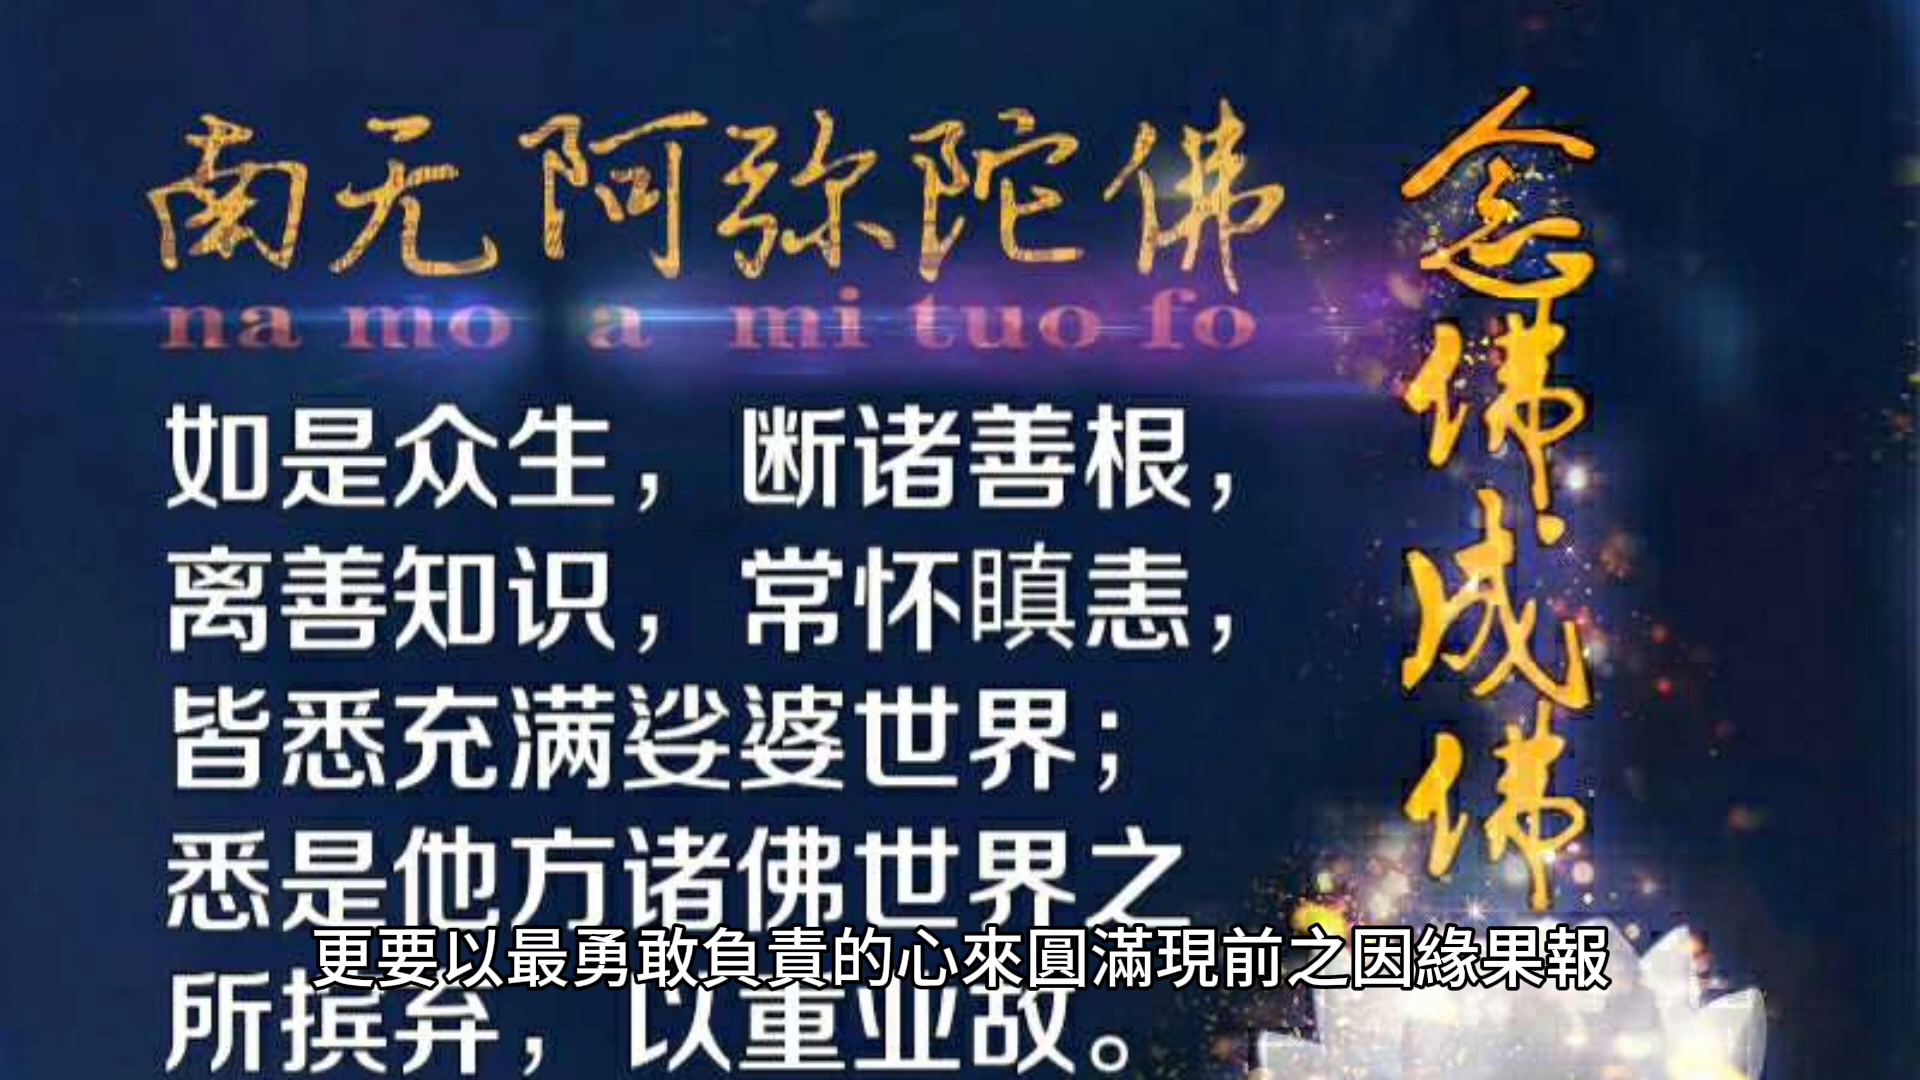 南无阿弥陀佛
na mo a mi tuo fo
如是众生，断诸善根，
离善知识，常怀瞋恚，
皆悉充满娑婆世界；
悉是他方诸佛世界之
所摈弃，以重业故。
念佛成佛
更要以最勇敢負責的心來圓滿現前之因緣果報